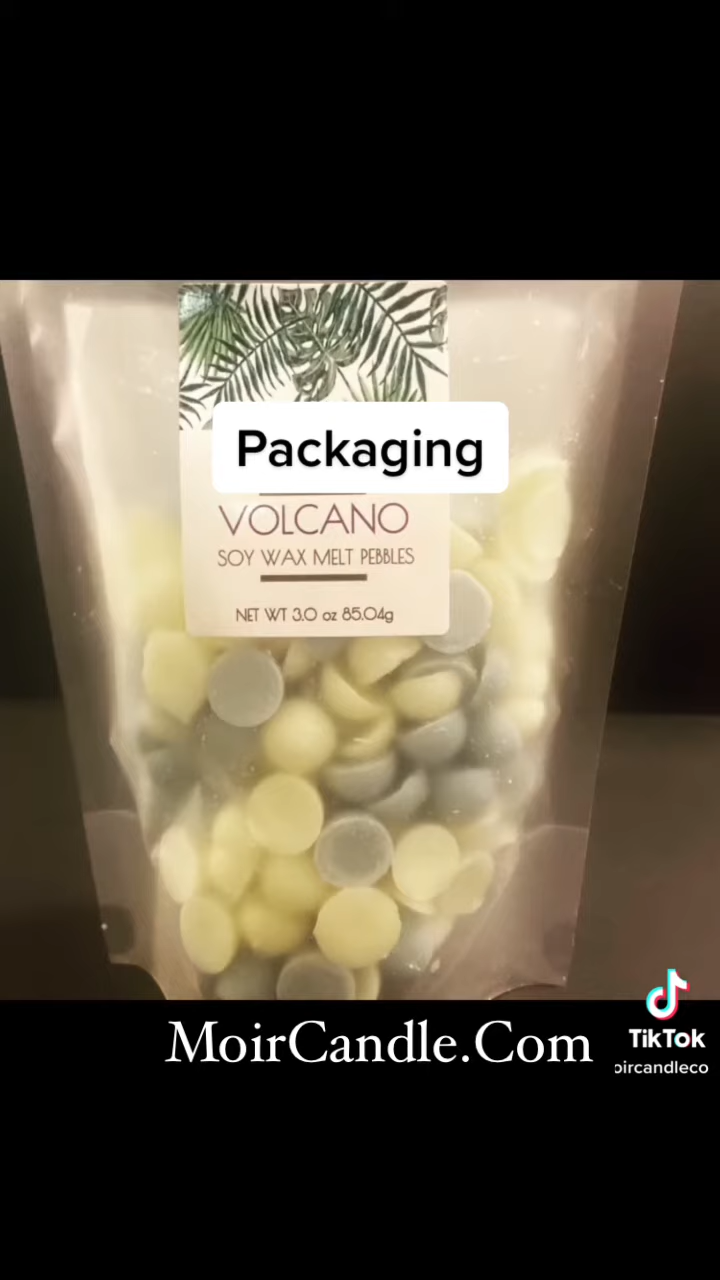 Packaging
VOLCANO
SOY WAX MELT PEBBLES
NET WT 3.0 oz 85.04g
MoirCandle.Com
TikTok
oircandleco